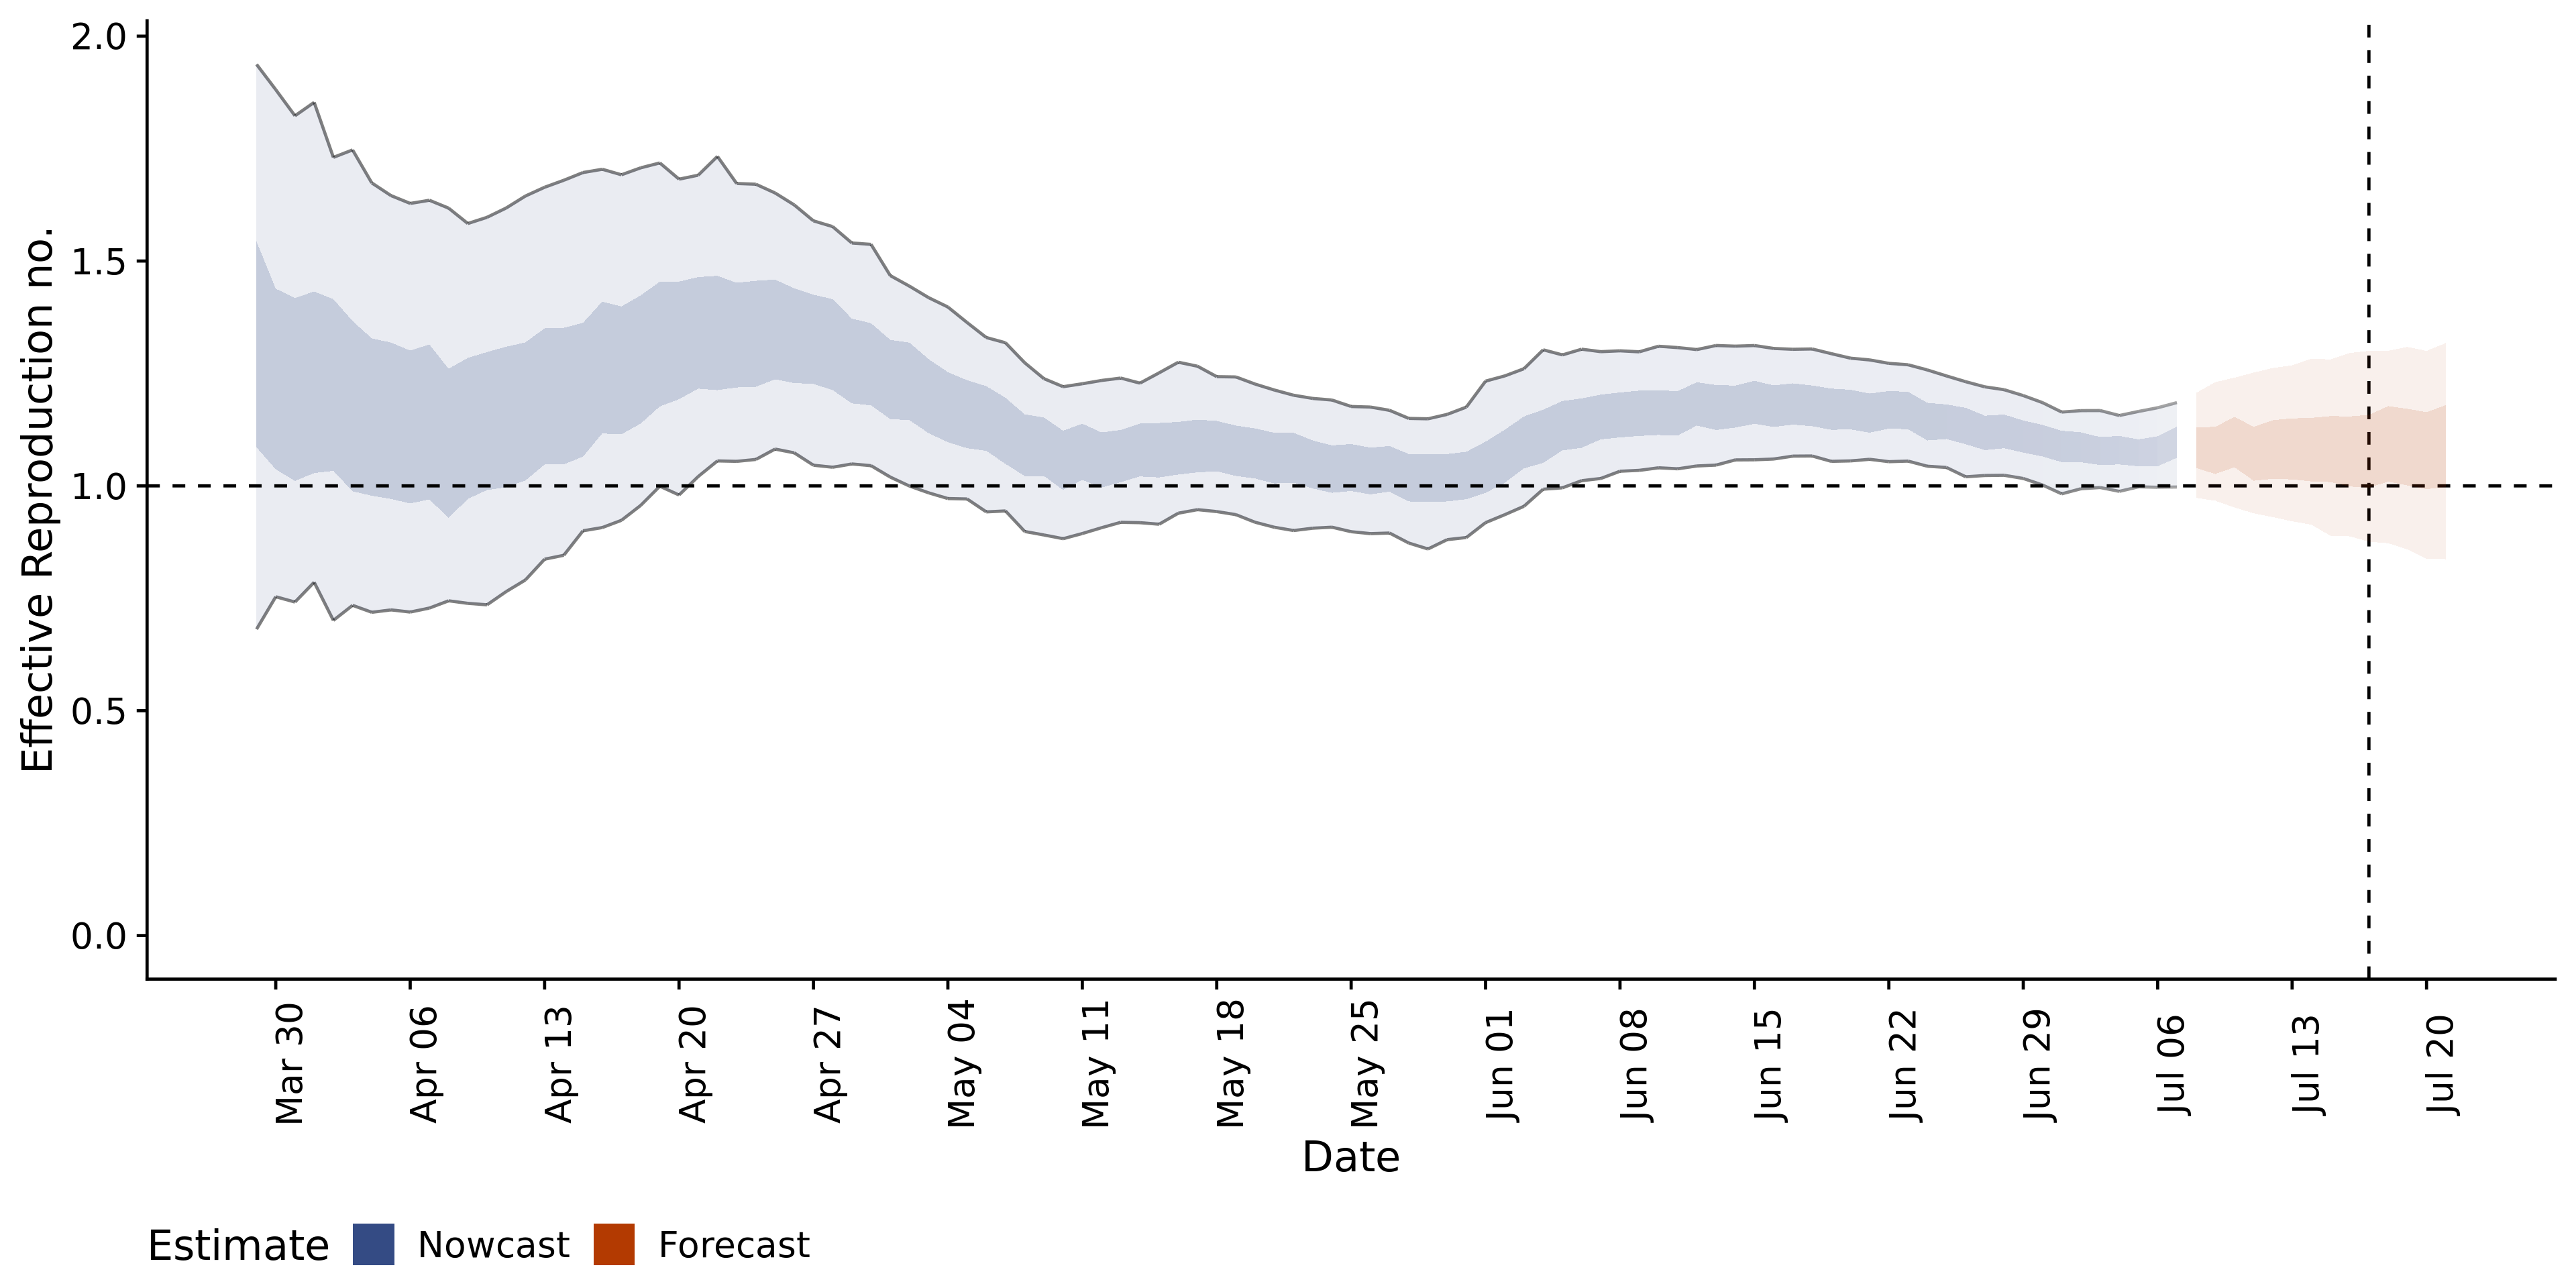 Effective Reproduction no.
2.0
1.5
1.0
0.5
0.0
Mar 30
Apr 06
Apr 13
Apr 20
Apr 27
May 04
May 11
May 18
May 25
Jun 01
Jun 08
Jun 15
Jun 22
Jun 29
Jul 06
Jul 13
Jul 20
Date
Estimate Nowcast Forecast